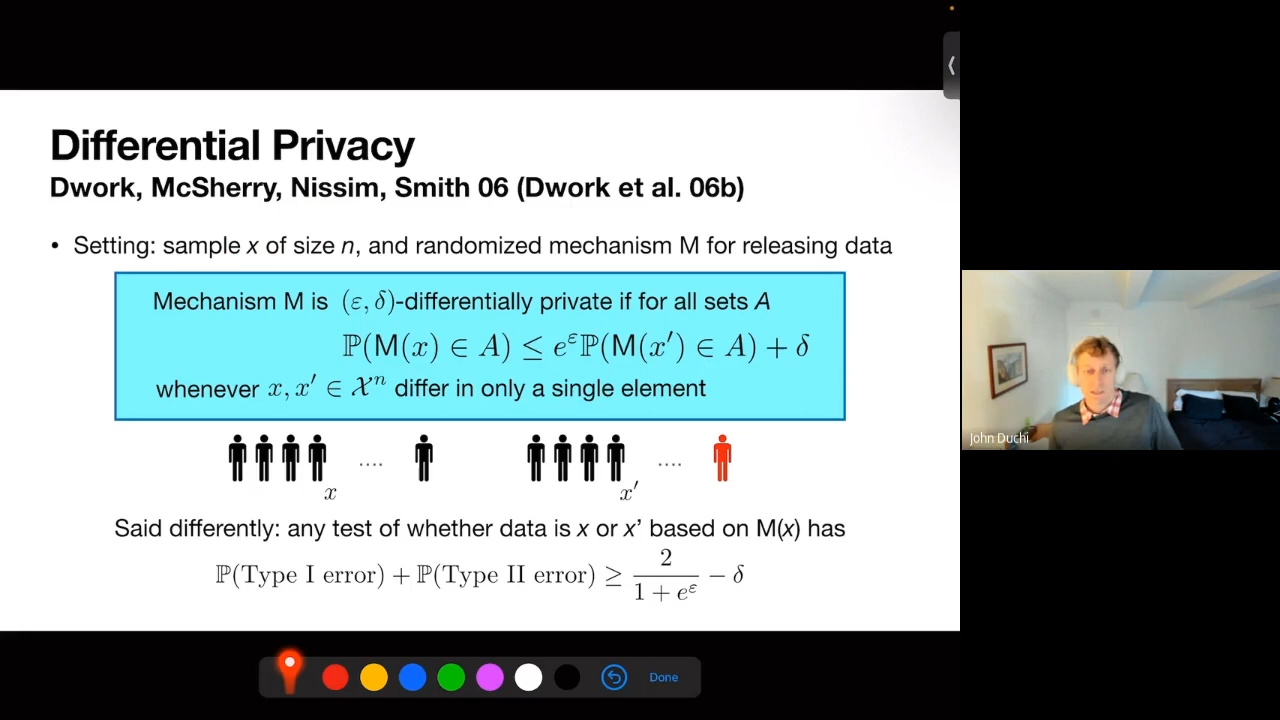 Differential Privacy
Dwork, McSherry, Nissim, Smith 06 (Dwork et al. 06b)
• Setting: sample x of size n, and randomized mechanism M for releasing data
Mechanism M is (ε, δ)-differentially private if for all sets A
ℙ(M(x) ∈ A) ≤ e^ε ℙ(M(x′) ∈ A) + δ
whenever x, x′ ∈ 𝒳^n differ in only a single element
.... ....
x x′
Said differently: any test of whether data is x or x’ based on M(x) has
ℙ(Type I error) + ℙ(Type II error) ≥ 2 / (1 + e^ε) − δ
Done
John Duchi